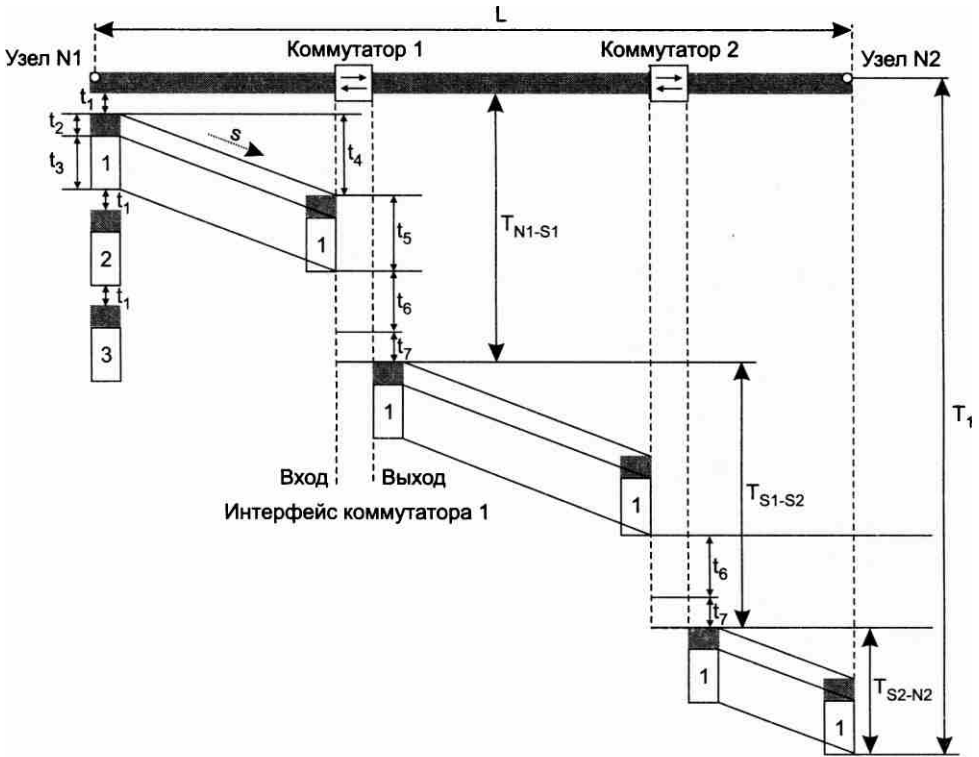 L
Узел N1
Коммутатор 1
Коммутатор 2
Узел N2
t1
t2
s
t4
t3
1
t1
TN1-S1
1
t5
2
t1
t6
3
t7
T1
1
Вход
Выход
1
TS1-S2
Интерфейс коммутатора 1
t6
t7
1
TS2-N2
1